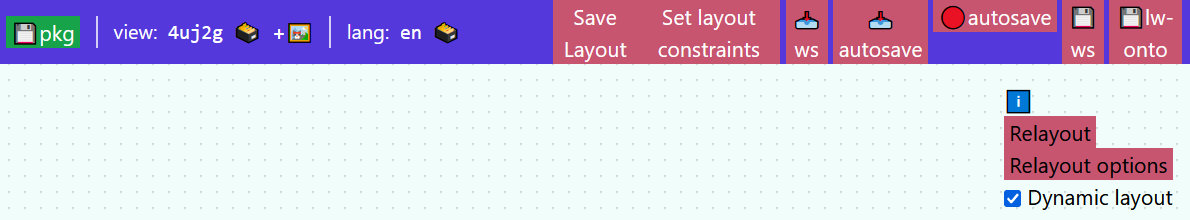 💾pkg view: 4uj2g 🗳️ +🖼️ lang: en 🗳️
Save Layout
Set layout constraints
📥 ws
📥 autosave
🔴autosave
💾 ws
💾lw-onto
ℹ️
Relayout
Relayout options
Dynamic layout